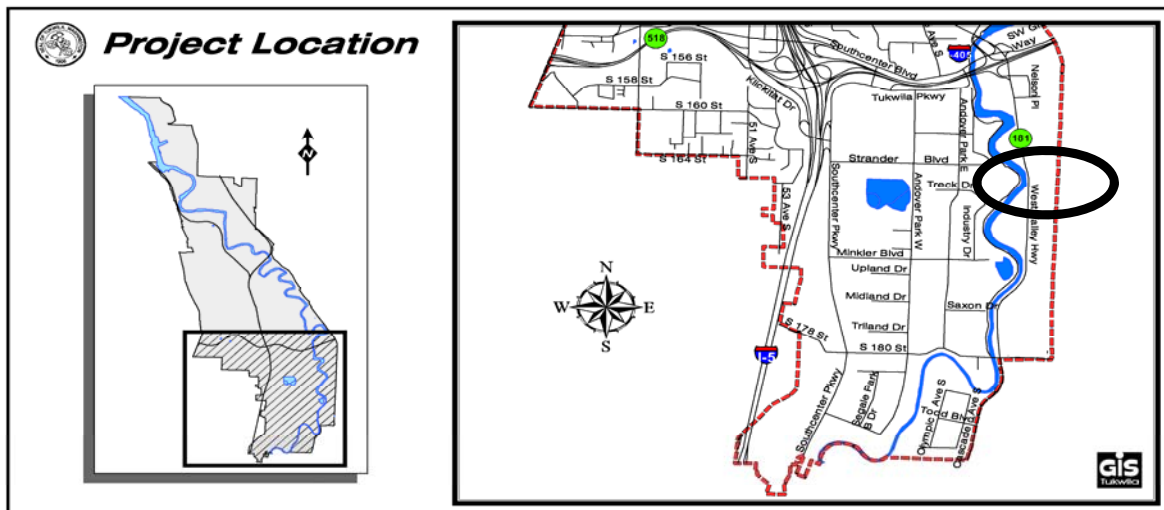 Project Location
N
518
S 156 St
S 158 St
S 160 St
S 164 St
51 Ave S
53 Ave S
Klickitat Dr
Southcenter Blvd
Ave S
I-405
SW G
Way
Nelson Pl
Tukwila Pkwy
Andover Park E
101
Strander Blvd
Treck Dr
Southcenter Pkwy
Andover Park W
Industry Dr
West Valley Hwy
Minkler Blvd
Upland Dr
Midland Dr
Saxon Dr
Triland Dr
S 178 St
S 180 St
I-5
N
W E
S
Southcenter Pkwy
Segale Park
B Dr
Olympic Ave S
Todd Blvd
Cascade Ave S
GIS
Tukwila